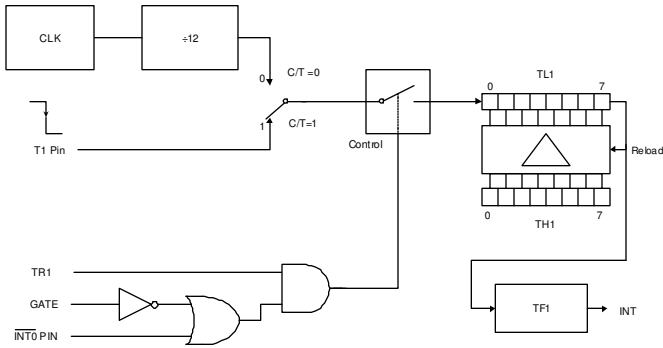 CLK
÷12
C/T =0
0
1
C/T=1
T1 Pin
Control
TL1
0 7
Reload
0 7
TH1
TR1
GATE
INT0 PIN
TF1
INT